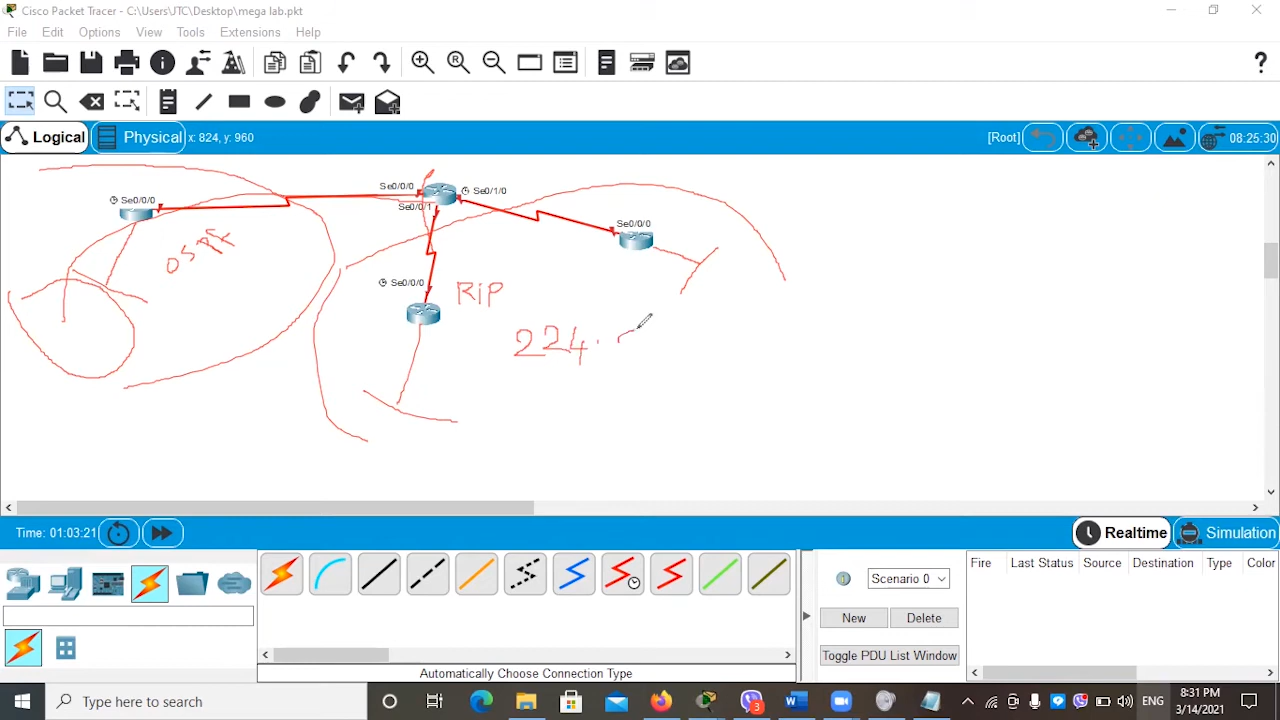 Cisco Packet Tracer - C:\Users\JTC\Desktop\mega lab.pkt
File Edit Options View Tools Extensions Help
Logical Physical x: 824, y: 960 [Root] 08:25:30
Se0/0/0 Se0/1/0
Se0/0/0
Se0/0/1
Se0/0/0
OSPF
Se0/0/0
RIP
224.
Time: 01:03:21 Realtime Simulation
Scenario 0
Fire Last Status Source Destination Type Color
New Delete
Toggle PDU List Window
Automatically Choose Connection Type
Type here to search
3
ENG
8:31 PM
3/14/2021